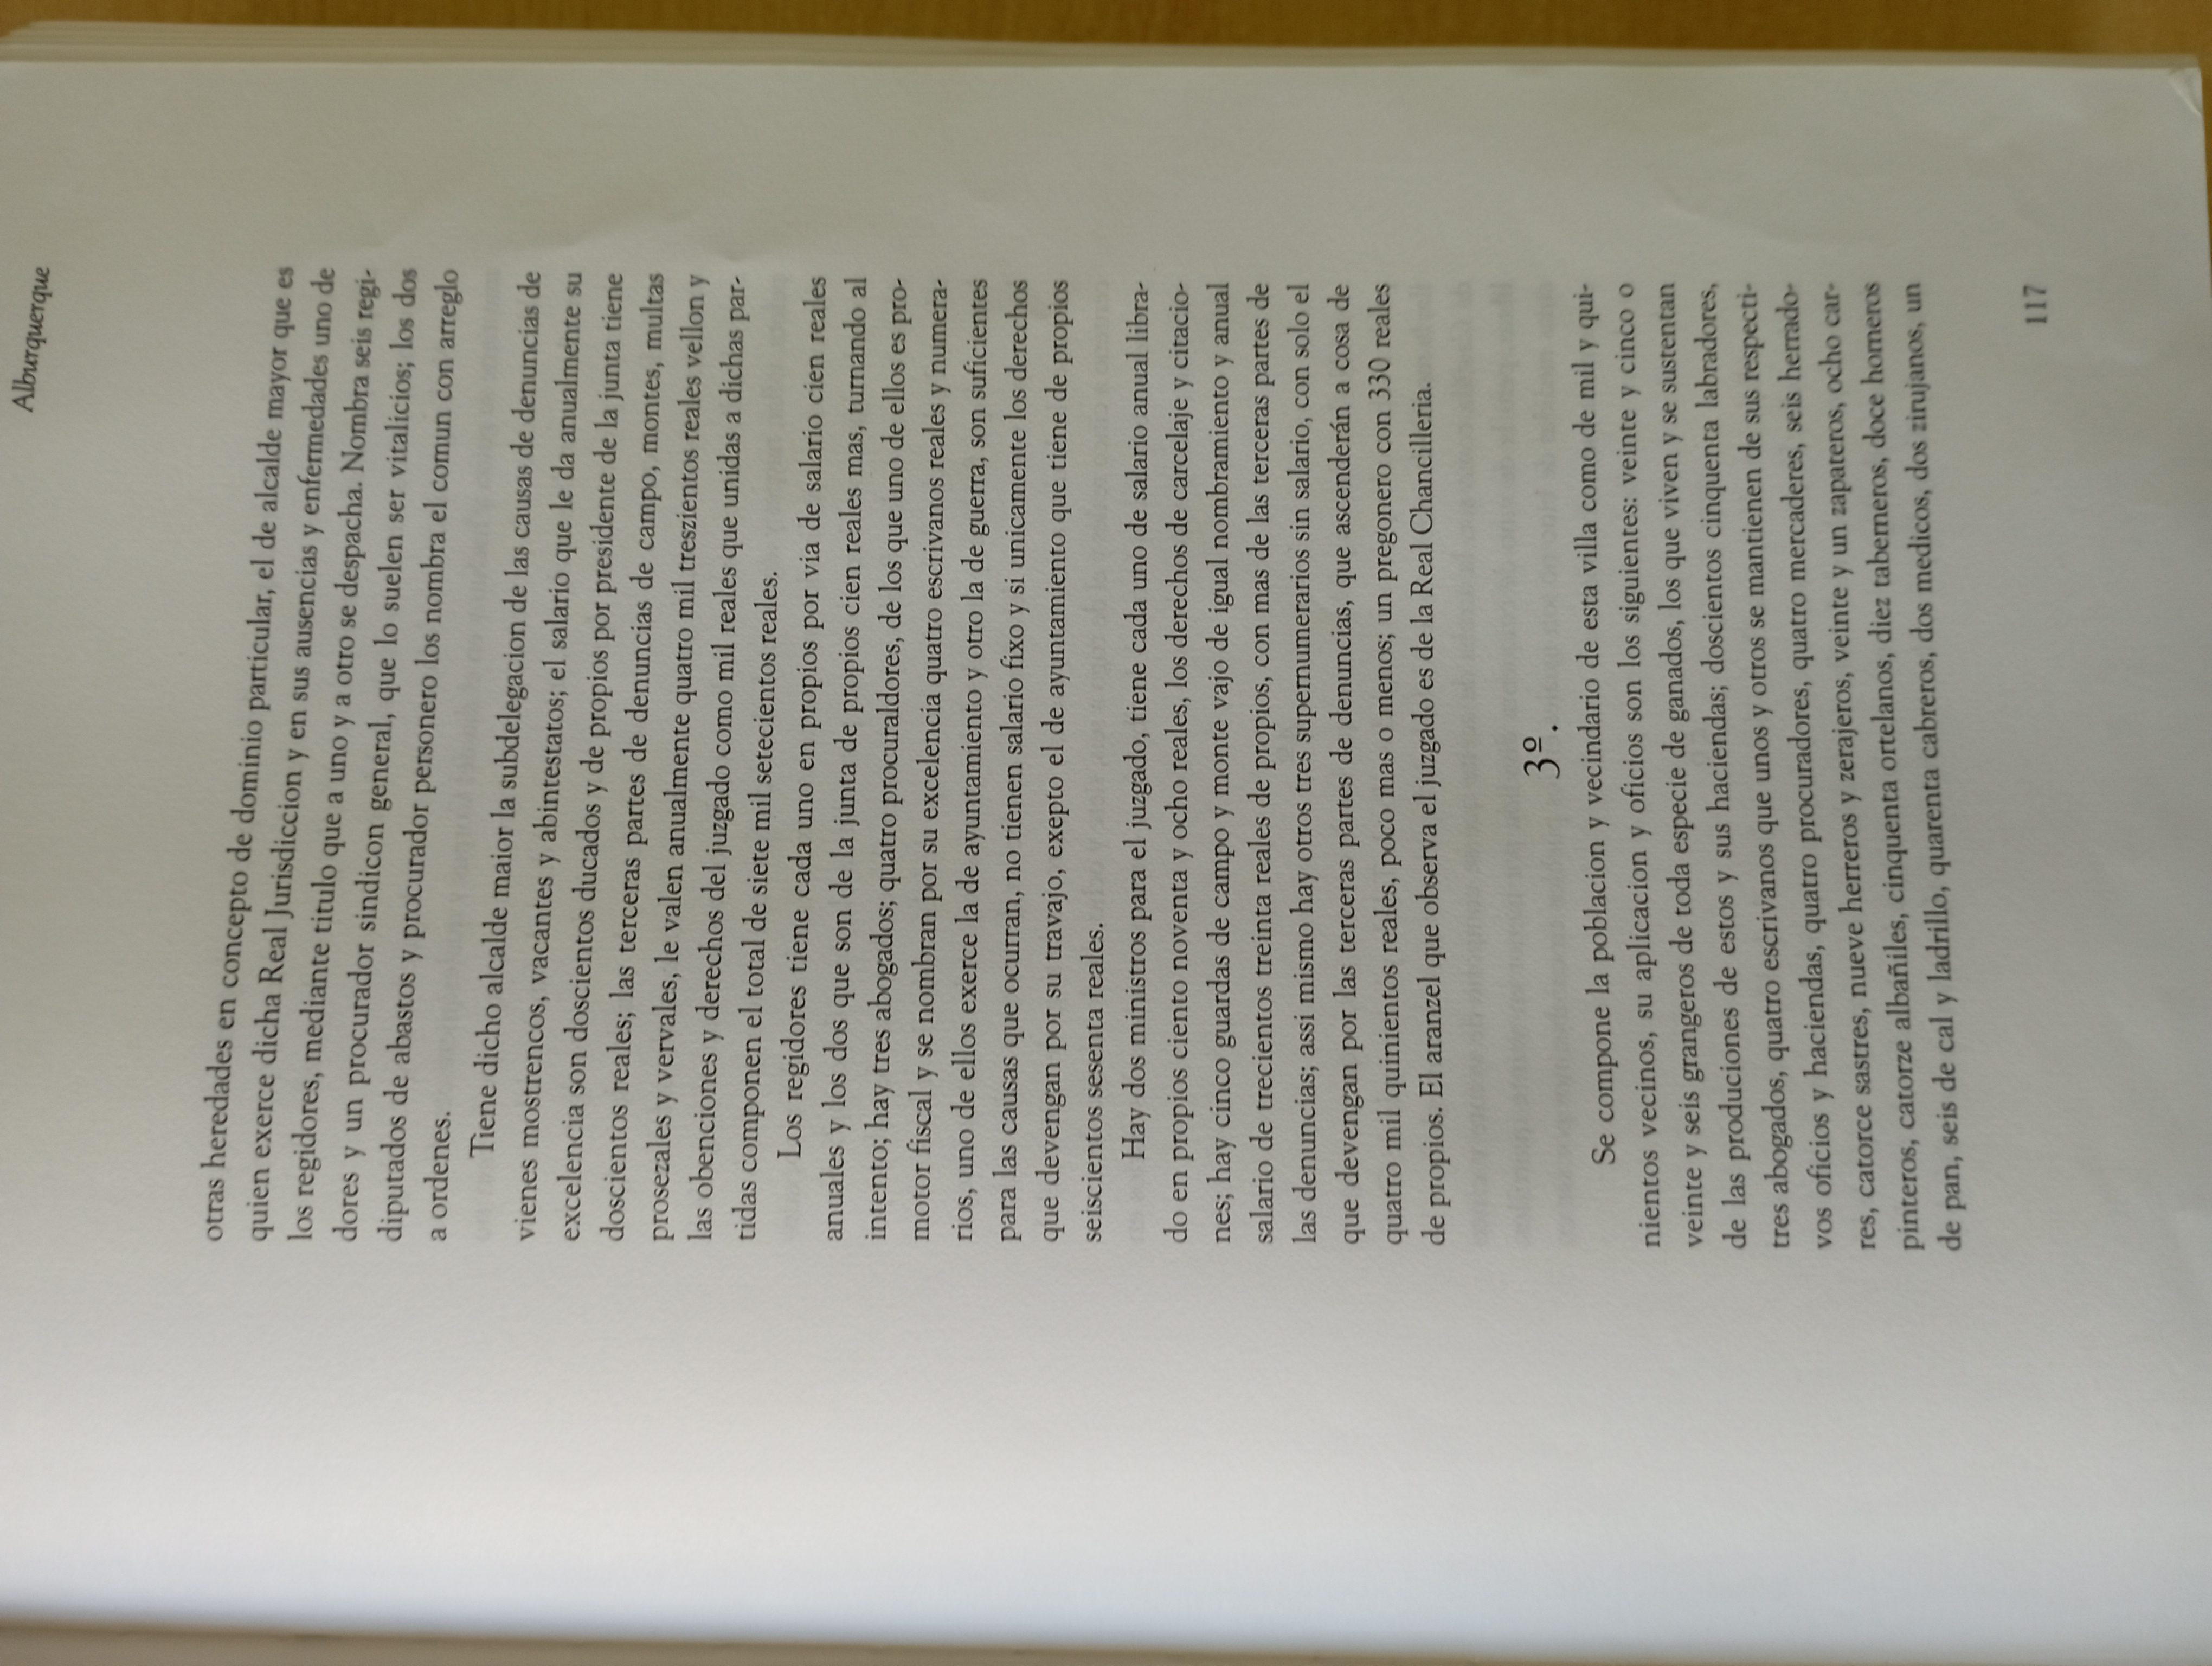 Alburquerque
otras heredades en concepto de dominio particular, el de alcalde mayor que es
quien exerce dicha Real Jurisdiccion y en sus ausencias y enfermedades uno de
los regidores, mediante titulo que a uno y a otro se despacha. Nombra seis regi-
dores y un procurador sindicon general, que lo suelen ser vitalicios; los dos
diputados de abastos y procurador personero los nombra el comun con arreglo
a ordenes.
Tiene dicho alcalde maior la subdelegacion de las causas de denuncias de
vienes mostrencos, vacantes y abintestatos; el salario que le da anualmente su
excelencia son doscientos ducados y de propios por presidente de la junta tiene
doscientos reales; las terceras partes de denuncias de campo, montes, multas
prosezales y vervales, le valen anualmente quatro mil treszientos reales vellon y
las obenciones y derechos del juzgado como mil reales que unidas a dichas par-
tidas componen el total de siete mil setecientos reales.
Los regidores tiene cada uno en propios por via de salario cien reales
anuales y los dos que son de la junta de propios cien reales mas, turnando al
intento; hay tres abogados; quatro procuraldores, de los que uno de ellos es pro-
motor fiscal y se nombran por su excelencia quatro escrivanos reales y numera-
rios, uno de ellos exerce la de ayuntamiento y otro la de guerra, son suficientes
para las causas que ocurran, no tienen salario fixo y si unicamente los derechos
que devengan por su travajo, exepto el de ayuntamiento que tiene de propios
seiscientos sesenta reales.
Hay dos ministros para el juzgado, tiene cada uno de salario anual libra-
do en propios ciento noventa y ocho reales, los derechos de carcelaje y citacio-
nes; hay cinco guardas de campo y monte vajo de igual nombramiento y anual
salario de trecientos treinta reales de propios, con mas de las terceras partes de
las denuncias; assi mismo hay otros tres supernumerarios sin salario, con solo el
que devengan por las terceras partes de denuncias, que ascenderán a cosa de
quatro mil quinientos reales, poco mas o menos; un pregonero con 330 reales
de propios. El aranzel que observa el juzgado es de la Real Chancilleria.
3º.
Se compone la poblacion y vecindario de esta villa como de mil y qui-
nientos vecinos, su aplicacion y oficios son los siguientes: veinte y cinco o
veinte y seis grangeros de toda especie de ganados, los que viven y se sustentan
de las produciones de estos y sus haciendas; doscientos cinquenta labradores,
tres abogados, quatro escrivanos que unos y otros se mantienen de sus respecti-
vos oficios y haciendas, quatro procuradores, quatro mercaderes, seis herrado-
res, catorce sastres, nueve herreros y zerajeros, veinte y un zapateros, ocho car-
pinteros, catorze albañiles, cinquenta ortelanos, diez taberneros, doce horneros
de pan, seis de cal y ladrillo, quarenta cabreros, dos medicos, dos zirujanos, un
117